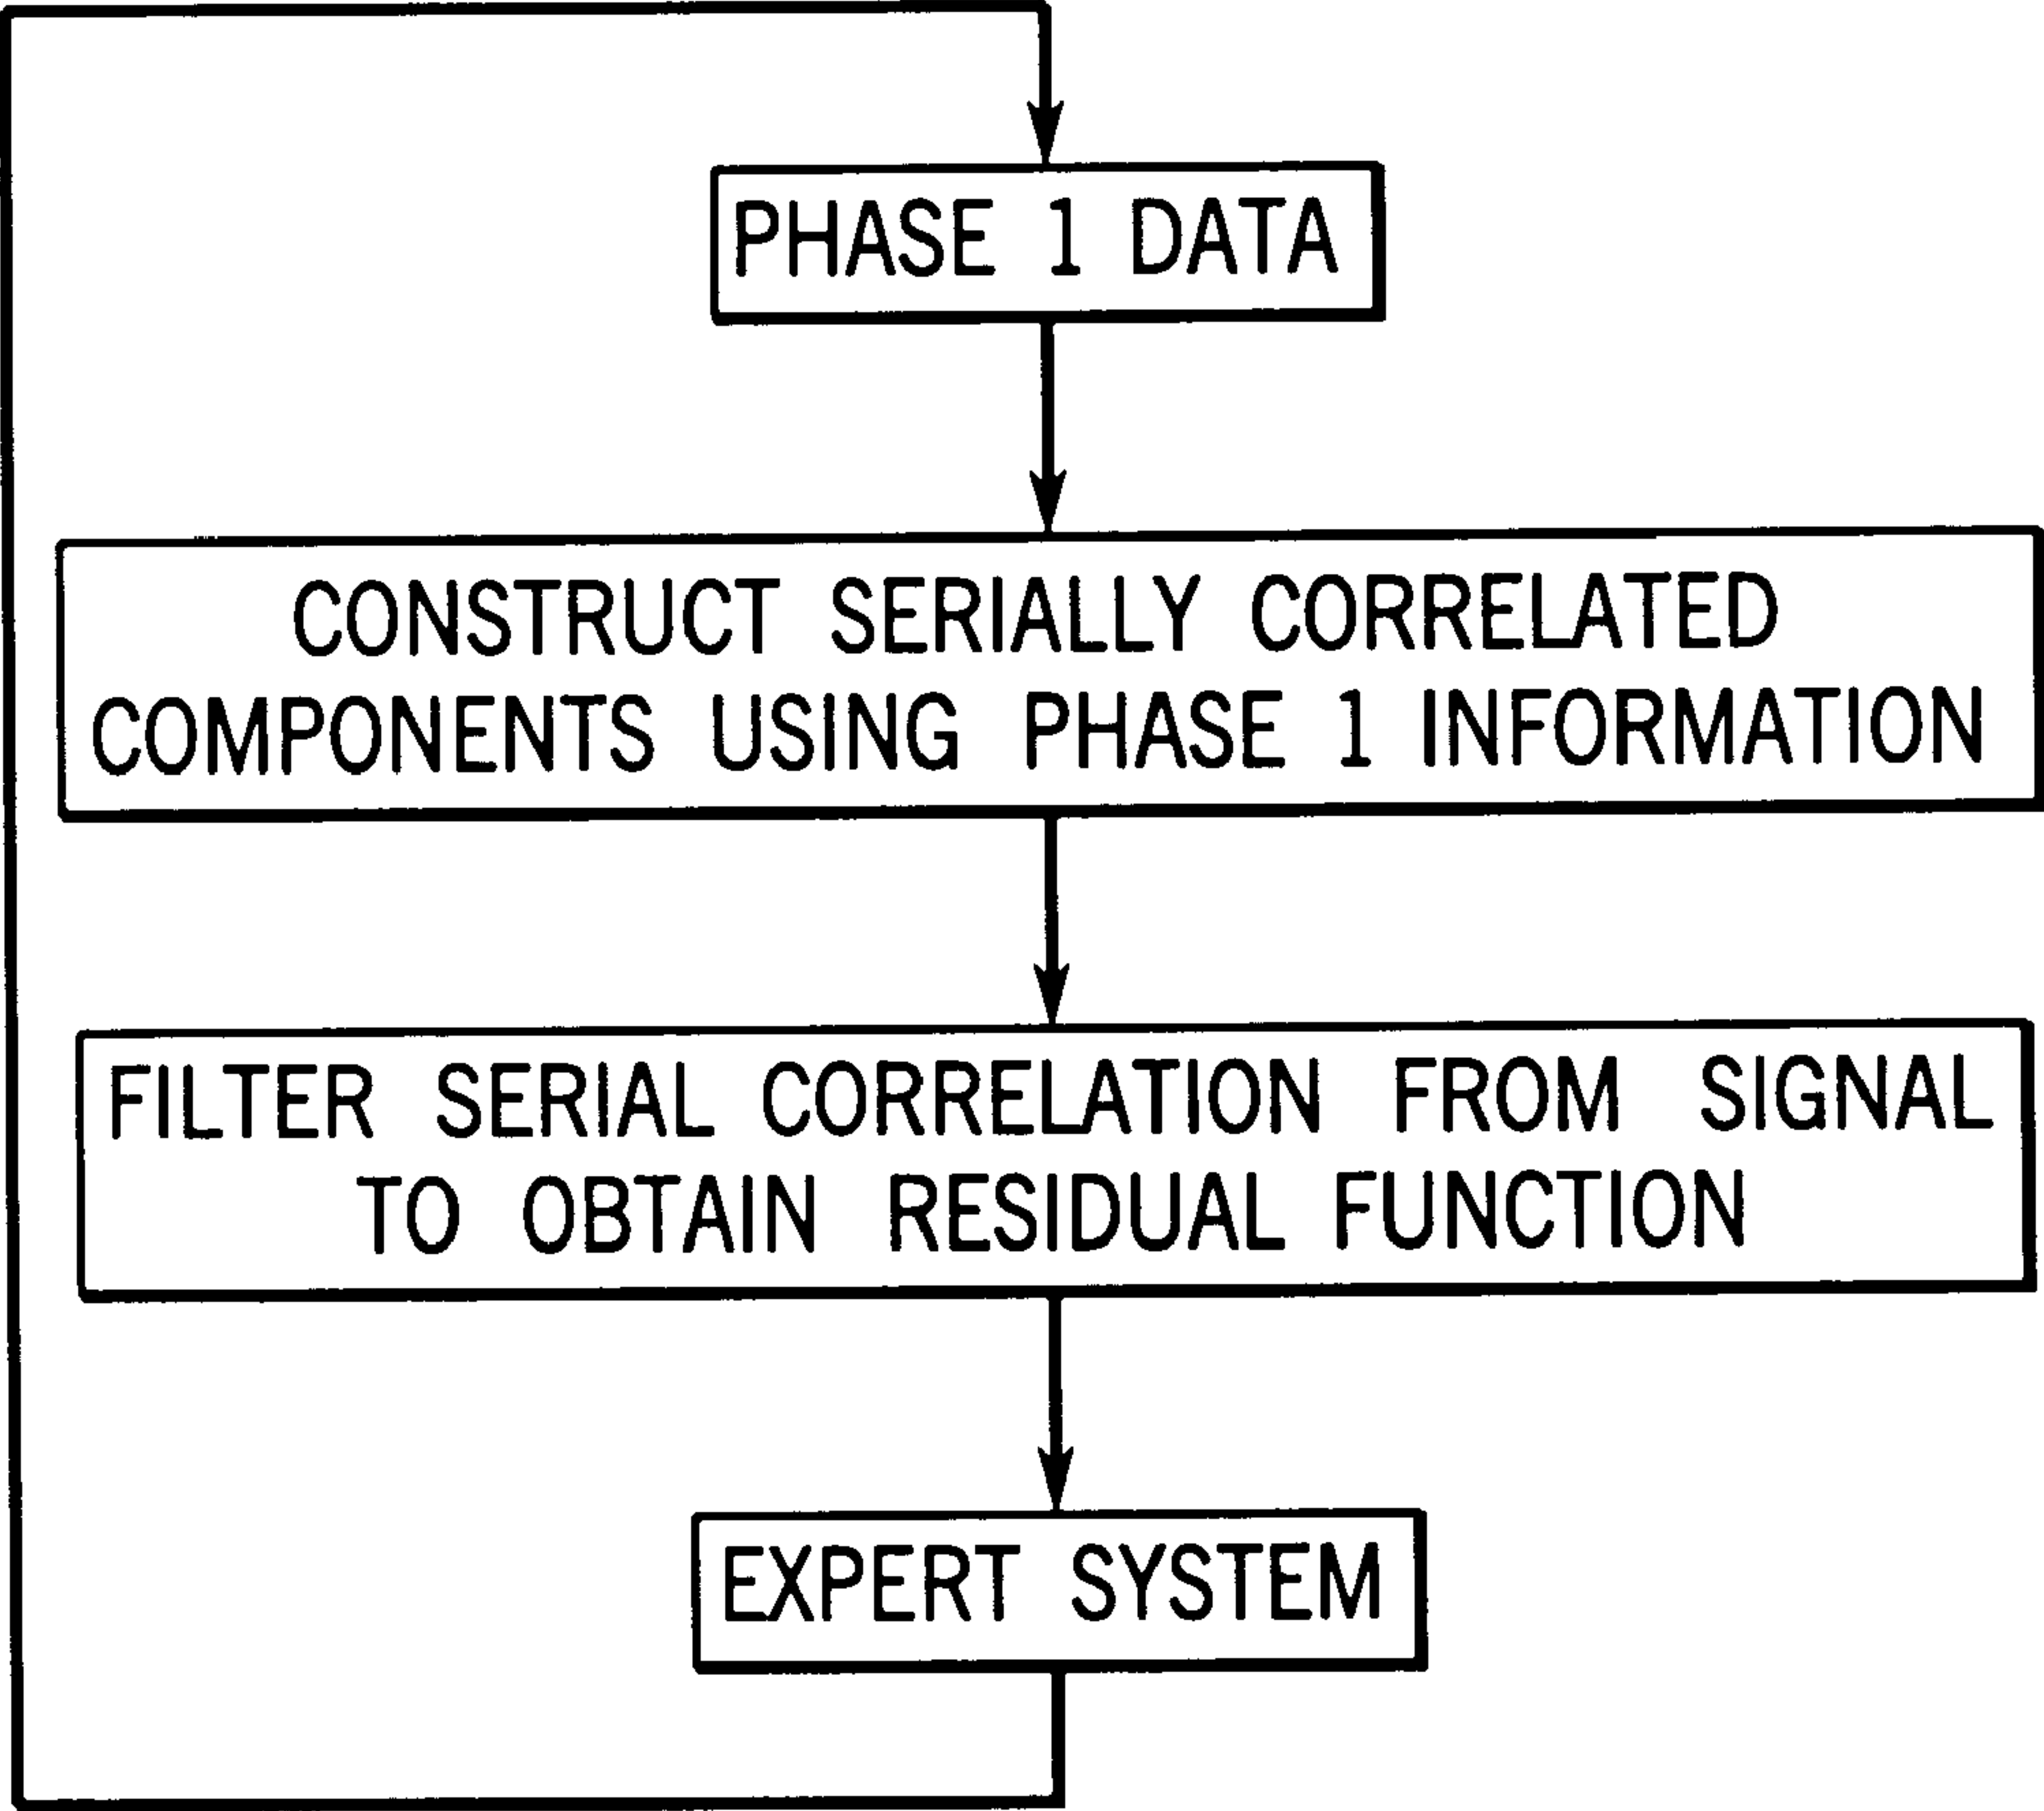 PHASE 1 DATA
CONSTRUCT SERIALLY CORRELATED
COMPONENTS USING PHASE 1 INFORMATION
FILTER SERIAL CORRELATION FROM SIGNAL
TO OBTAIN RESIDUAL FUNCTION
EXPERT SYSTEM